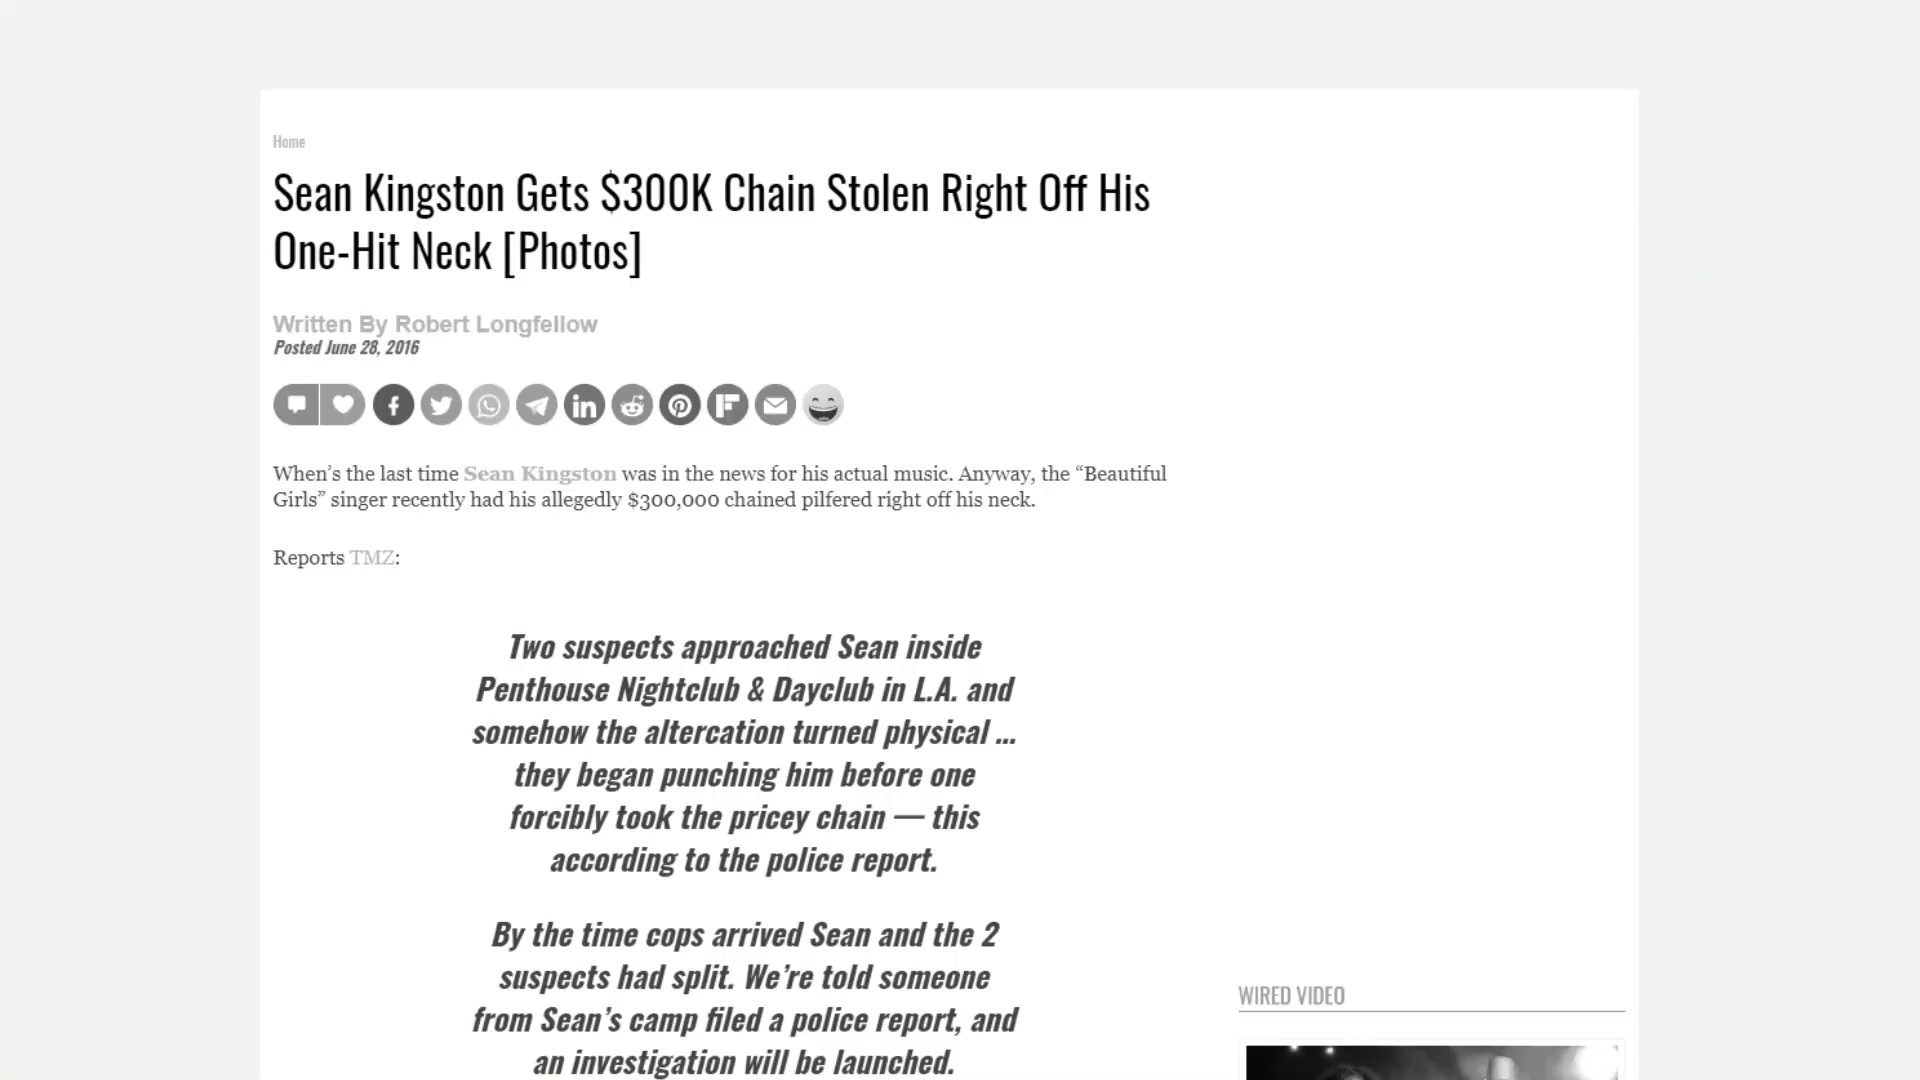 Home
Sean Kingston Gets $300K Chain Stolen Right Off His
One-Hit Neck [Photos]
Written By Robert Longfellow
Posted June 28, 2016
When’s the last time Sean Kingston was in the news for his actual music. Anyway, the “Beautiful
Girls” singer recently had his allegedly $300,000 chained pilfered right off his neck.
Reports TMZ:
Two suspects approached Sean inside
Penthouse Nightclub & Dayclub in L.A. and
somehow the altercation turned physical ...
they began punching him before one
forcibly took the pricey chain — this
according to the police report.
By the time cops arrived Sean and the 2
suspects had split. We’re told someone
from Sean’s camp filed a police report, and
an investigation will be launched.
WIRED VIDEO